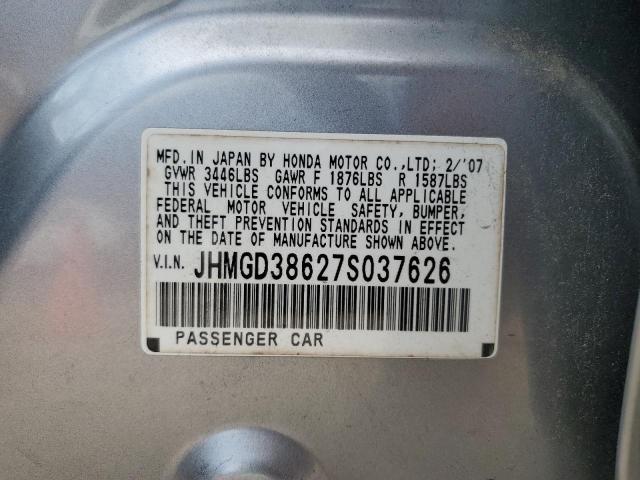 MFD.IN JAPAN BY HONDA MOTOR CO.,LTD; 2/'07
GVWR 3446LBS GAWR F 1876LBS R 1587LBS
THIS VEHICLE CONFORMS TO ALL APPLICABLE
FEDERAL MOTOR VEHICLE SAFETY, BUMPER,
AND THEFT PREVENTION STANDARDS IN EFFECT
ON THE DATE OF MANUFACTURE SHOWN ABOVE.
V.I.N. JHMGD38627S037626
PASSENGER CAR